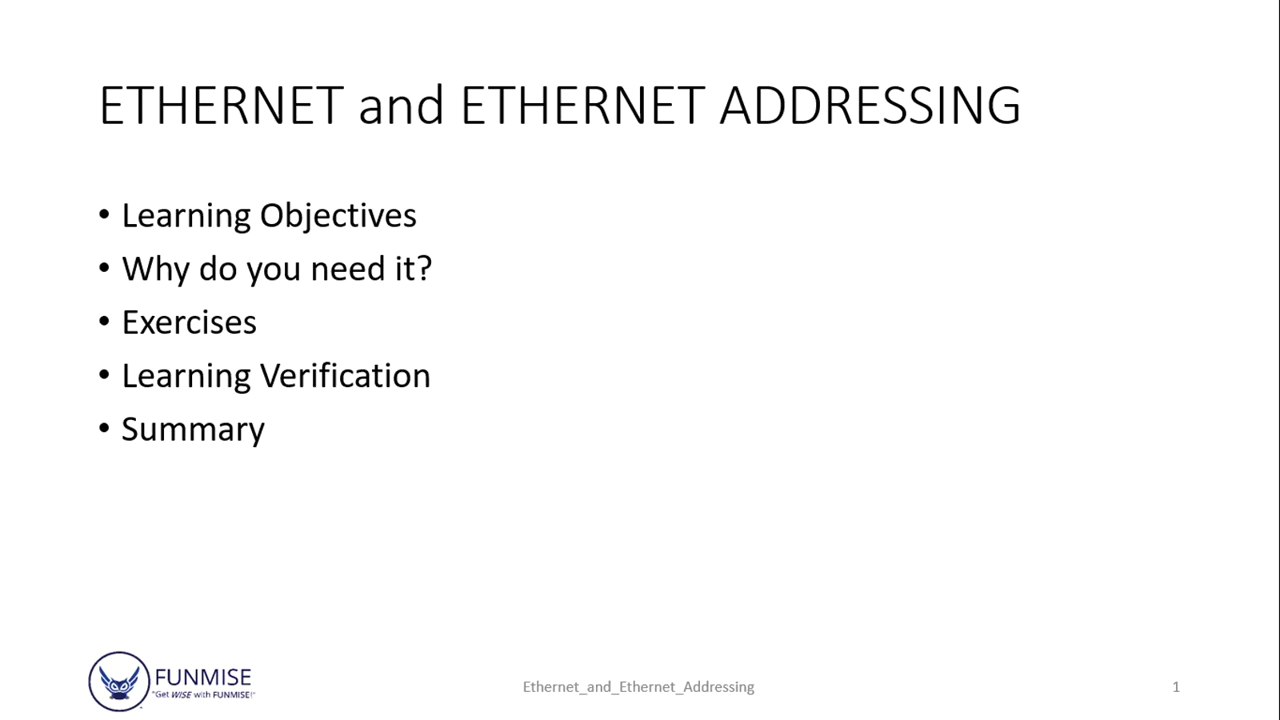 ETHERNET and ETHERNET ADDRESSING
• Learning Objectives
• Why do you need it?
• Exercises
• Learning Verification
• Summary
FUNMISE
"Get WISE with FUNMISE!"
Ethernet_and_Ethernet_Addressing
1